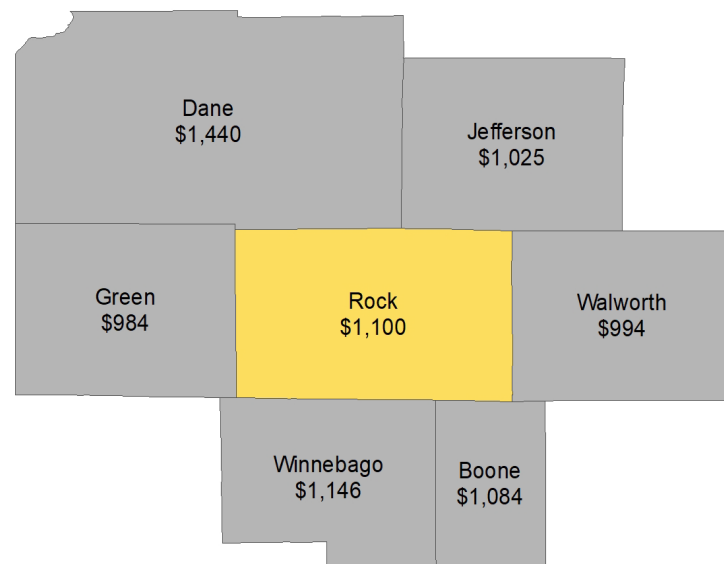 Dane
$1,440
Jefferson
$1,025
Green
$984
Rock
$1,100
Walworth
$994
Winnebago
$1,146
Boone
$1,084